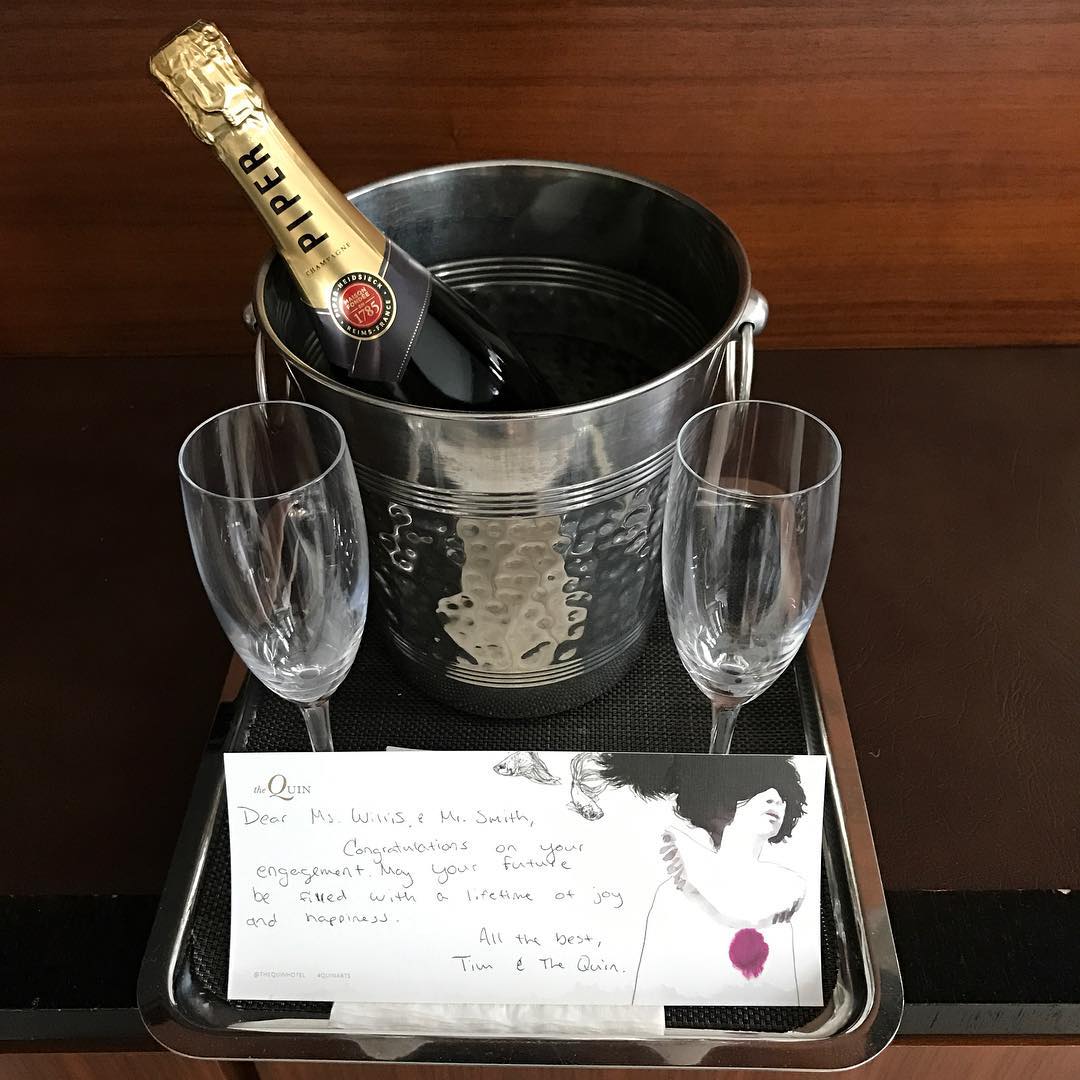 PIPER
CHAMPAGNE
PIPER-HEIDSIECK
MAISON
FONDÉE
EN
1785
REIMS-FRANCE
the QUIN
Dear Ms. Willis & Mr. Smith,
Congratulations on your
engagement. May your future
be filled with a lifetime of joy
and happiness.
All the best,
Tim & The Quin.
@THEQUINHOTEL #QUINARTS